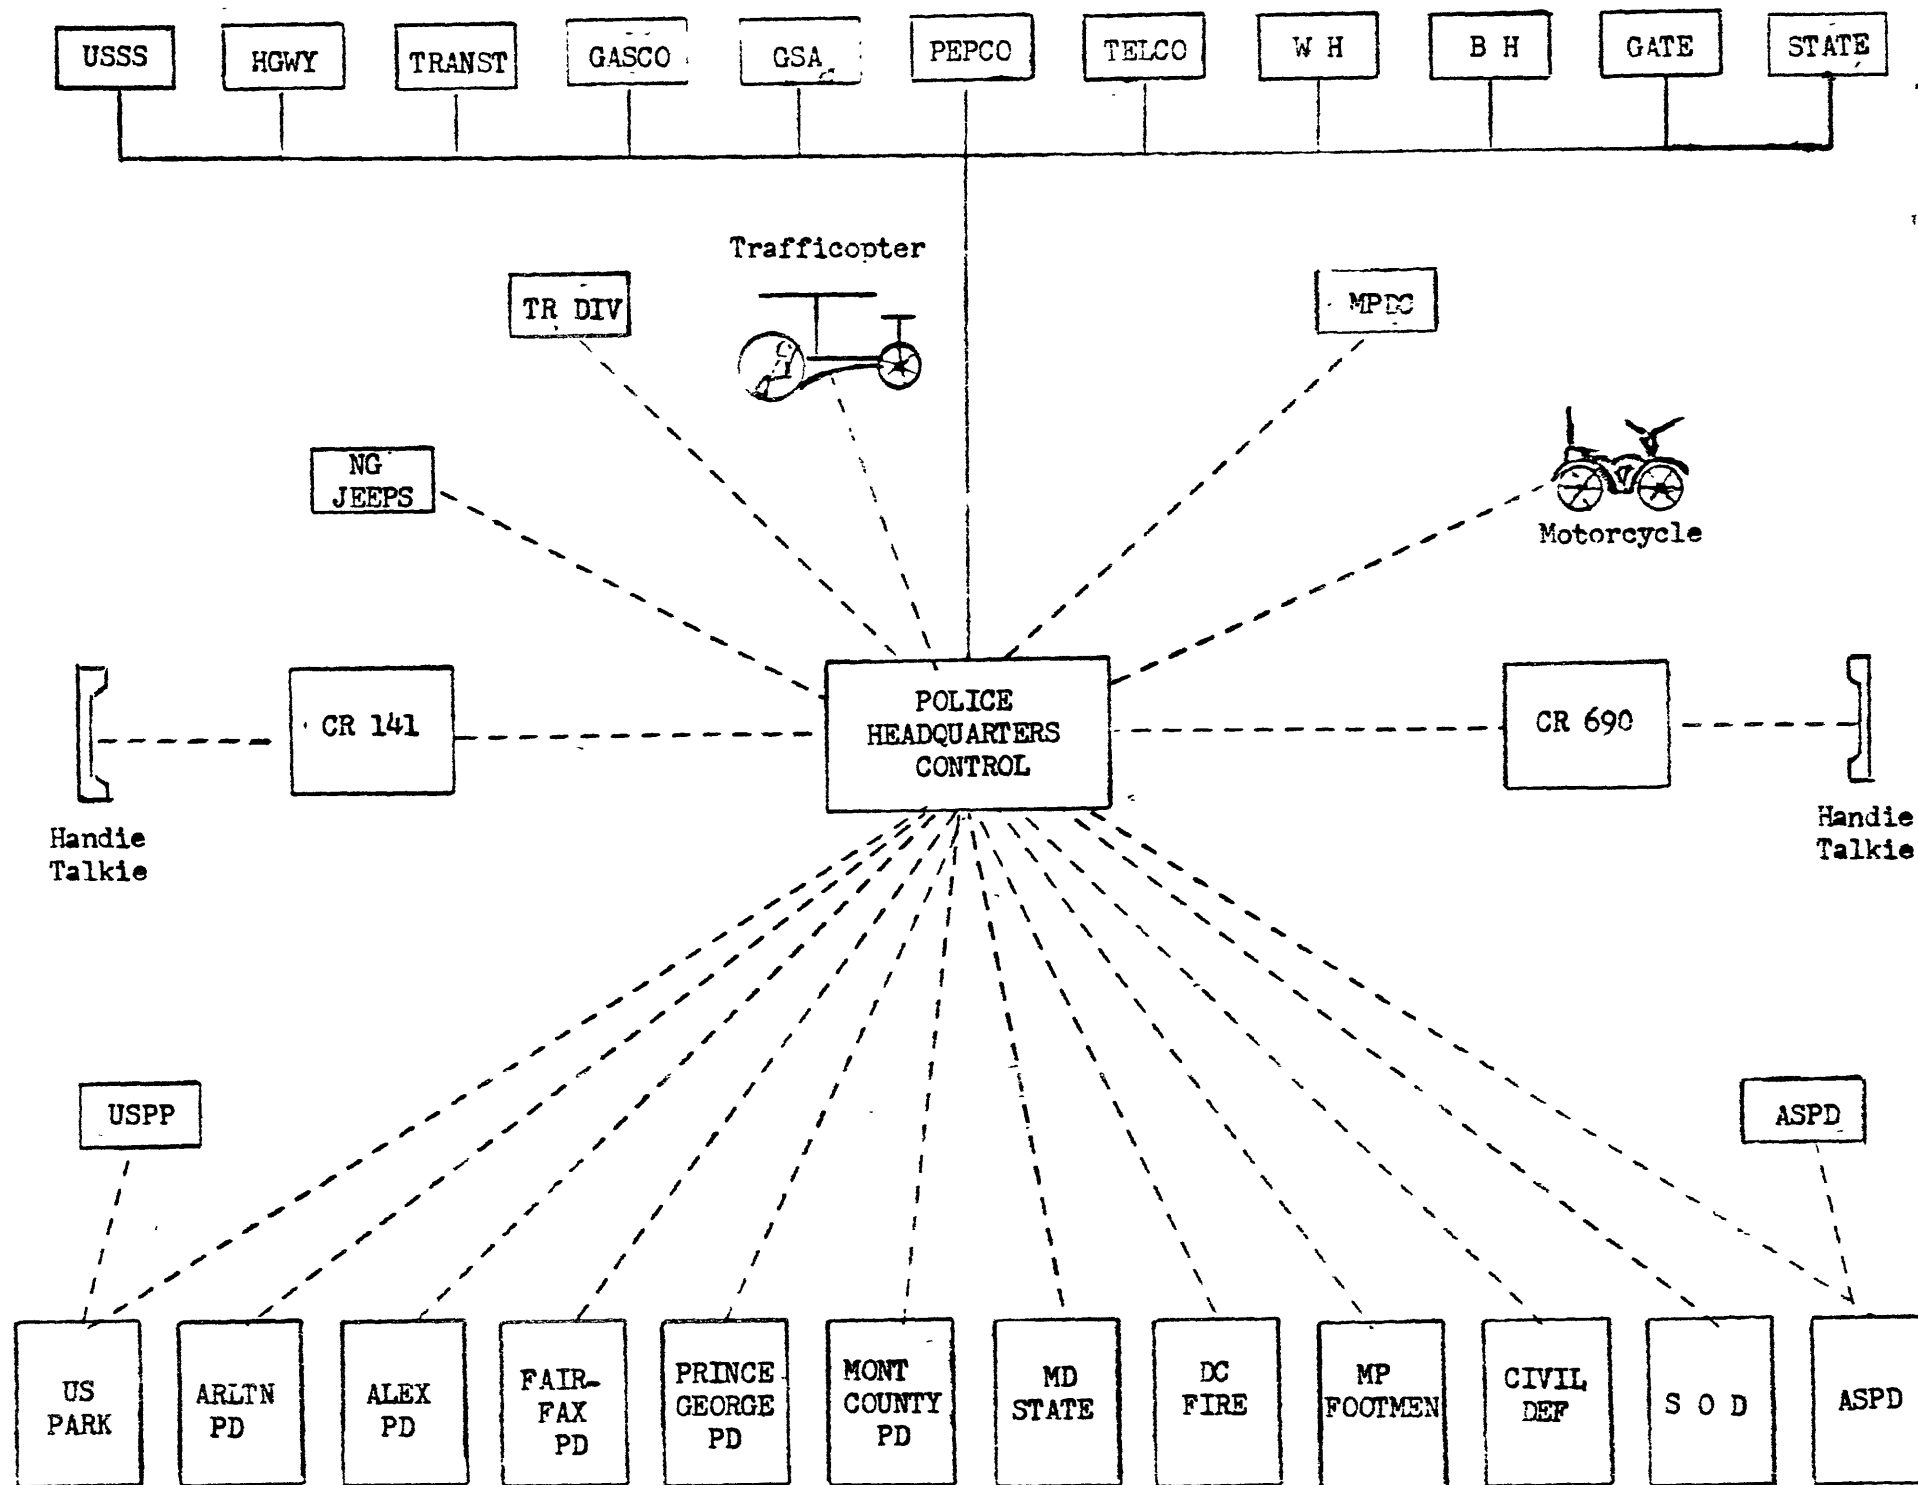 USSS
HGWY
TRANST
GASCO
GSA
PEPCO
TELCO
W H
B H
GATE
STATE
Trafficopter
TR DIV
MPDC
NG
JEEPS
Motorcycle
POLICE
HEADQUARTERS
CONTROL
CR 141
CR 690
Handie
Talkie
Handie
Talkie
USPP
ASPD
US
PARK
ARLTN
PD
ALEX
PD
FAIR-
FAX
PD
PRINCE
GEORGE
PD
MONT
COUNTY
PD
MD
STATE
DC
FIRE
MP
FOOTMEN
CIVIL
DEF
S O D
ASPD